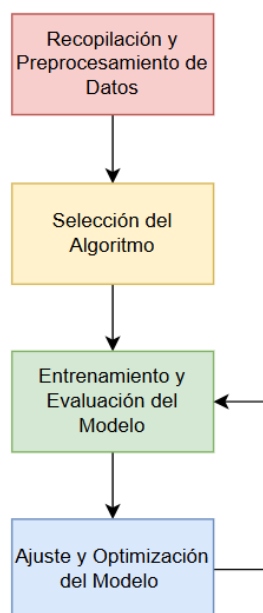 Recopilación y
Preprocesamiento de
Datos
Selección del
Algoritmo
Entrenamiento y
Evaluación del
Modelo
Ajuste y Optimización
del Modelo